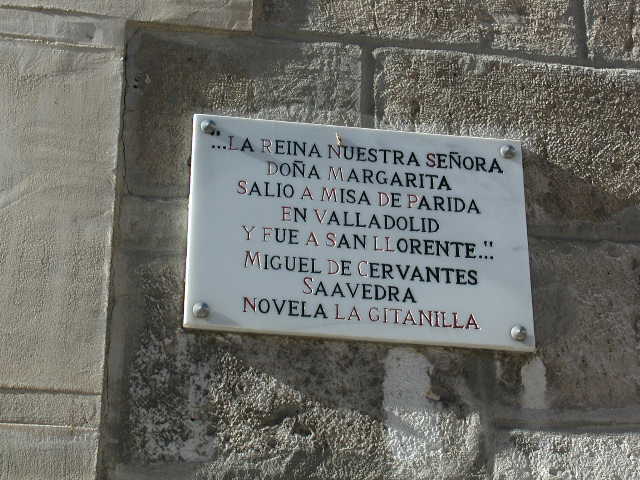 "...LA REINA NUESTRA SEÑORA
DOÑA MARGARITA
SALIO A MISA DE PARIDA
EN VALLADOLID
Y FUE A SAN LLORENTE..."
MIGUEL DE CERVANTES
SAAVEDRA
NOVELA LA GITANILLA